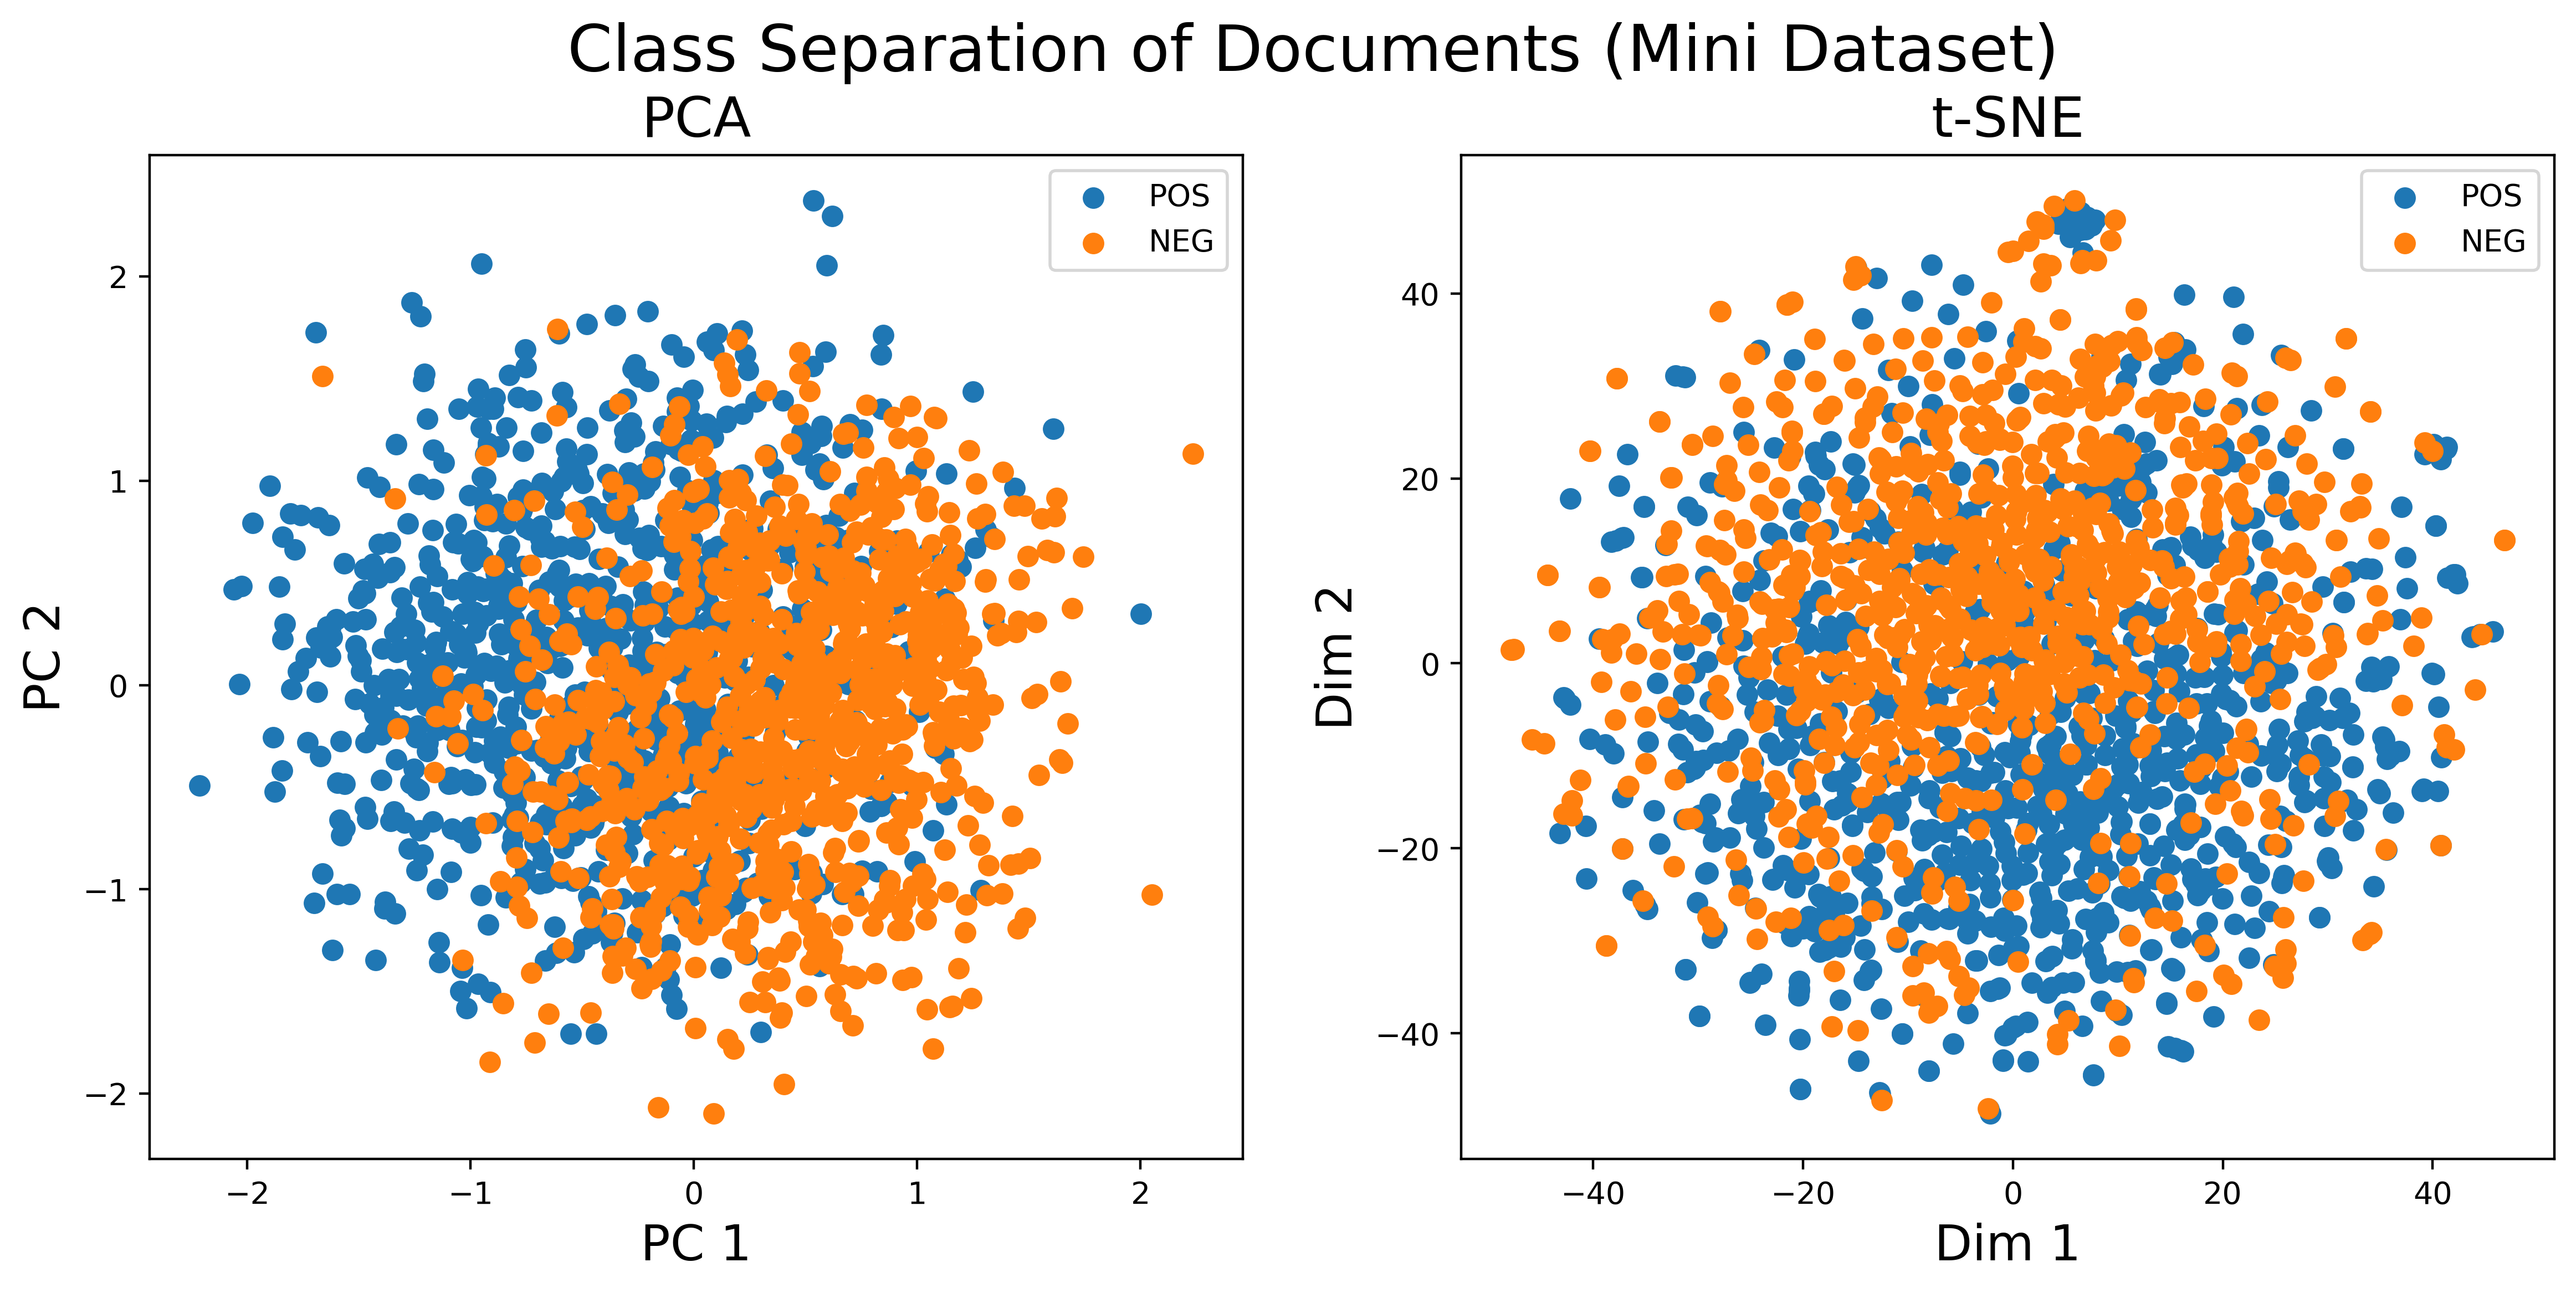 Class Separation of Documents (Mini Dataset)
PCA
POS
NEG
PC 2
2
1
0
−1
−2
−2
−1
0
1
2
PC 1
t-SNE
POS
NEG
Dim 2
40
20
0
−20
−40
−40
−20
0
20
40
Dim 1